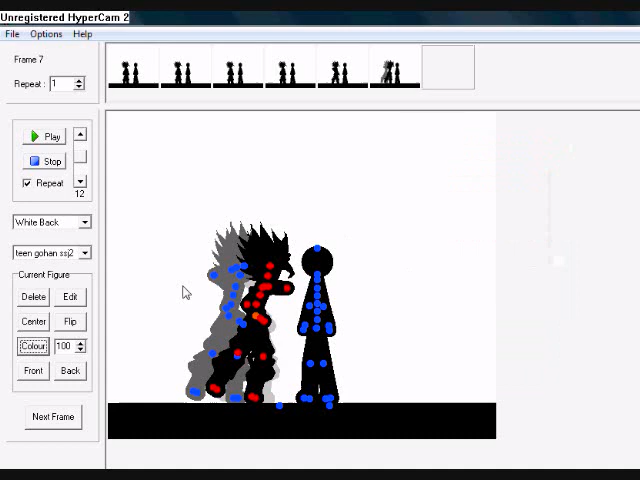 Unregistered HyperCam 2
File Options Help
Frame 7
Repeat : 1
Play
Stop
Repeat
12
White Back
teen gohan ssj2
Current Figure
Delete Edit
Center Flip
Colour 100
Front Back
Next Frame